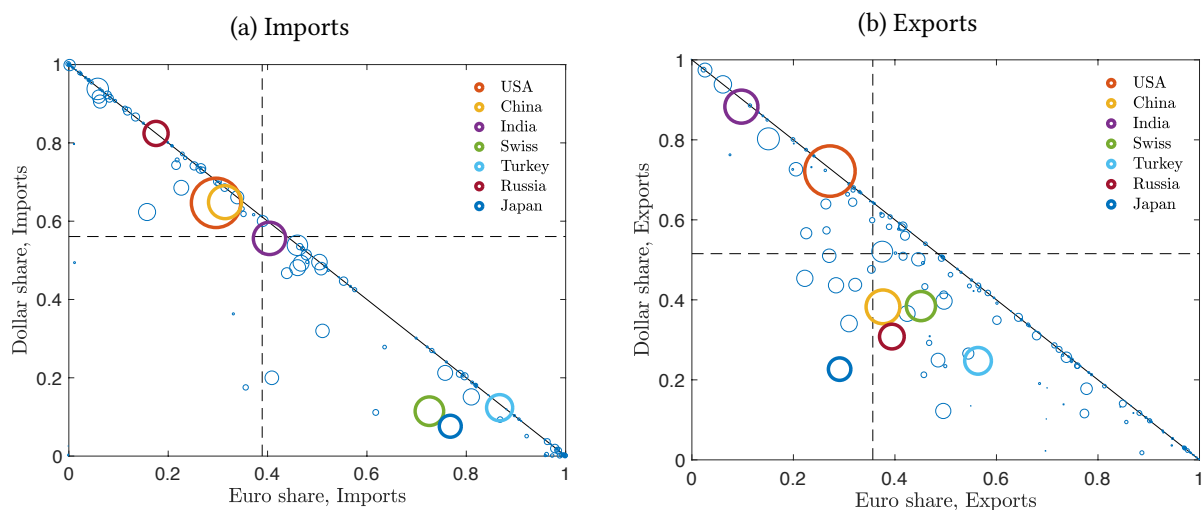 (a) Imports
Dollar share, Imports
1
0.8
0.6
0.4
0.2
0
0
0.2
0.4
0.6
0.8
1
Euro share, Imports
USA
China
India
Swiss
Turkey
Russia
Japan
(b) Exports
Dollar share, Exports
1
0.8
0.6
0.4
0.2
0
0
0.2
0.4
0.6
0.8
1
Euro share, Exports
USA
China
India
Swiss
Turkey
Russia
Japan